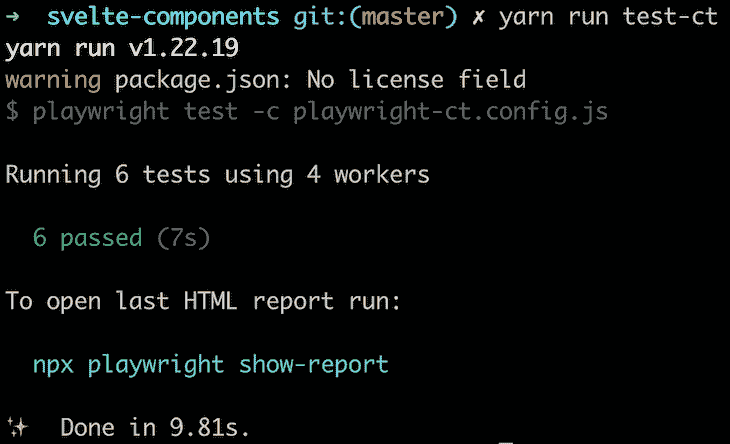 ➜  svelte-components git:(master) ✗ yarn run test-ct
yarn run v1.22.19
warning package.json: No license field
$ playwright test -c playwright-ct.config.js
Running 6 tests using 4 workers
6 passed (7s)
To open last HTML report run:
npx playwright show-report
✨  Done in 9.81s.